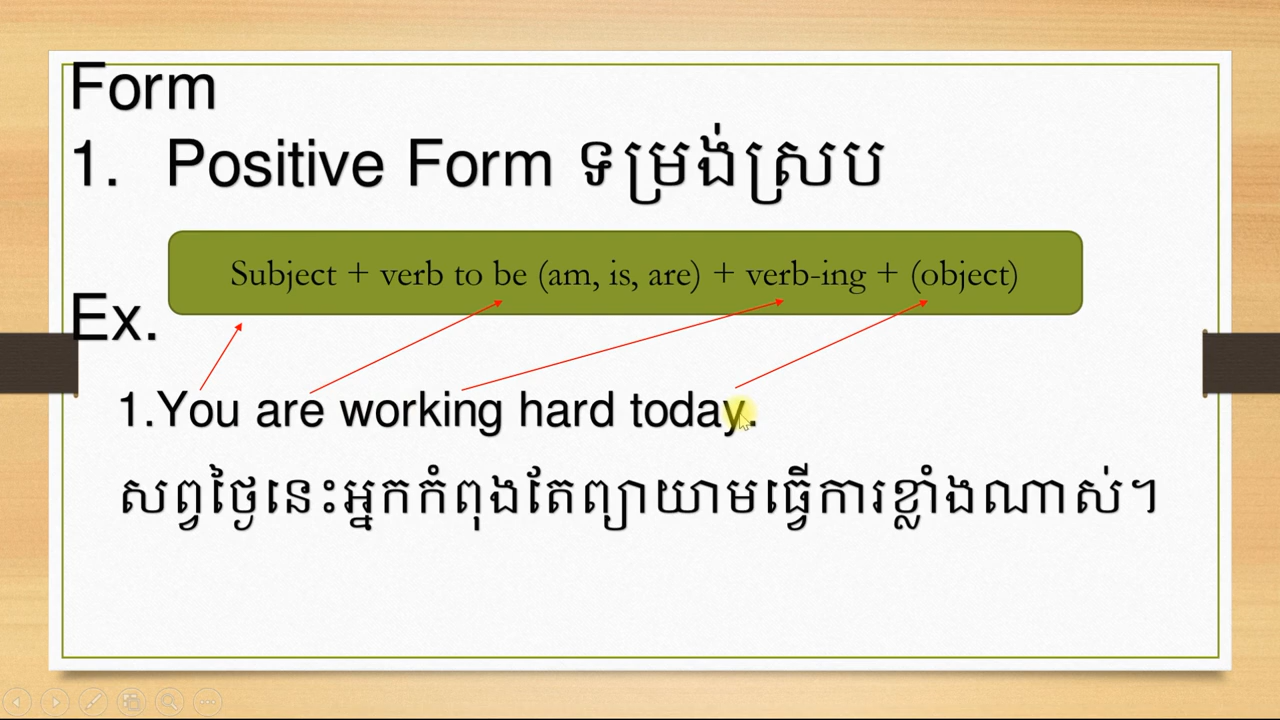 Form
1. Positive Form ទម្រង់ស្រប
Subject + verb to be (am, is, are) + verb-ing + (object)
Ex.
1.You are working hard today.
សព្វថ្ងៃនេះអ្នកកំពុងតែព្យាយាមធ្វើការខ្លាំងណាស់។